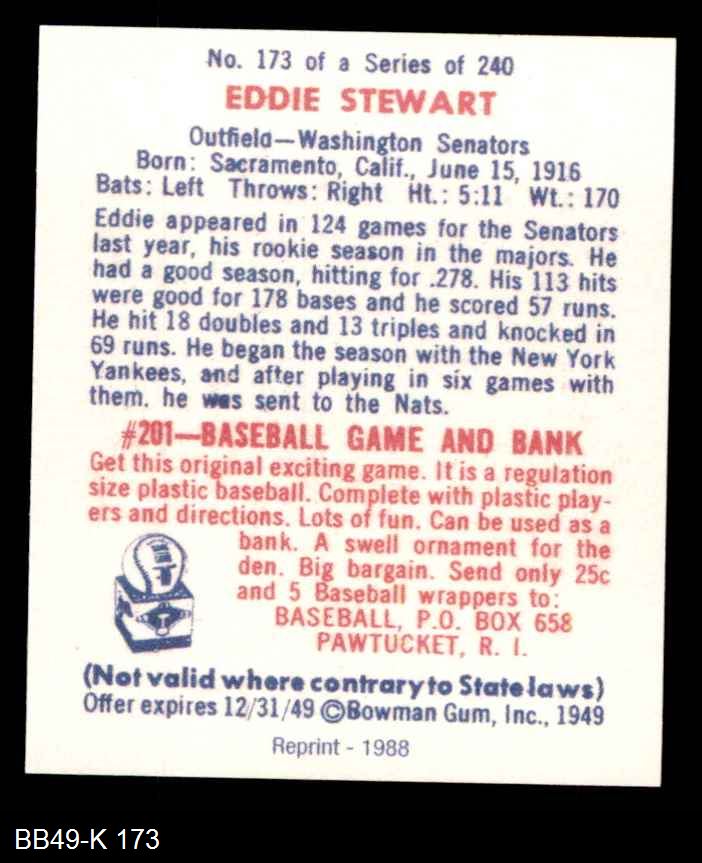 No. 173 of a Series of 240
EDDIE STEWART
Outfield—Washington Senators
Born: Sacramento, Calif., June 15, 1916
Bats: Left Throws: Right Ht.: 5:11 Wt.: 170
Eddie appeared in 124 games for the Senators
last year, his rookie season in the majors. He
had a good season, hitting for .278. His 113 hits
were good for 178 bases and he scored 57 runs.
He hit 18 doubles and 13 triples and knocked in
69 runs. He began the season with the New York
Yankees, and after playing in six games with
them. he was sent to the Nats.
#201—BASEBALL GAME AND BANK
Get this original exciting game. It is a regulation
size plastic baseball. Complete with plastic play-
ers and directions. Lots of fun. Can be used as a
bank. A swell ornament for the
den. Big bargain. Send only 25c
and 5 Baseball wrappers to:
BASEBALL, P.O. BOX 658
PAWTUCKET, R. I.
(Not valid where contrary to State laws)
Offer expires 12/31/49 ©Bowman Gum, Inc., 1949
Reprint - 1988
BB49-K 173